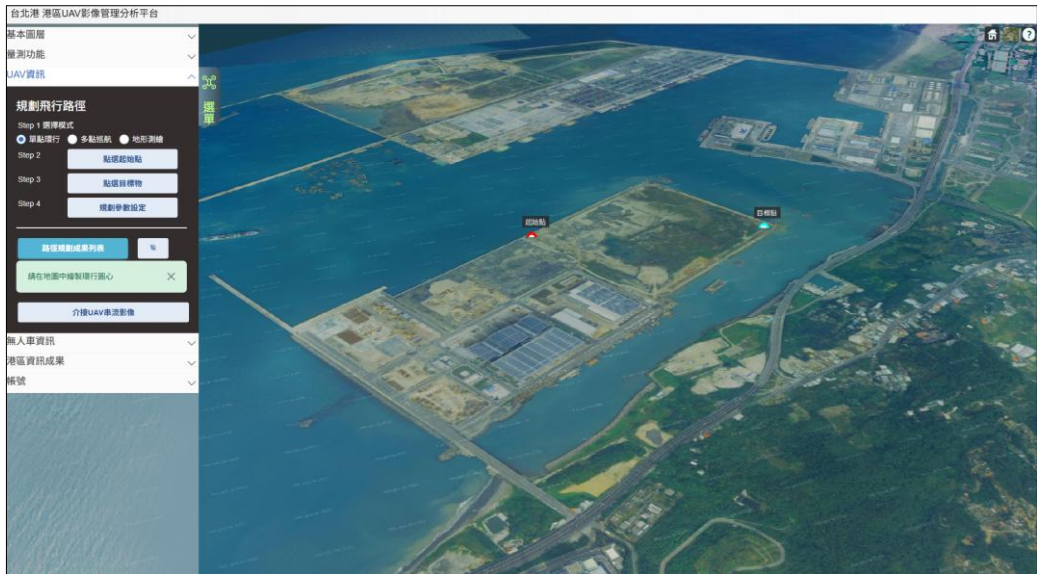 台北港 港區UAV影像管理分析平台
基本圖層
量測功能
UAV資訊
規劃飛行路徑
Step 1 選擇模式
單點環行 多點巡航 地形測繪
Step 2 點選起始點
Step 3 點選目標物
Step 4 規劃參數設定
路徑規劃成果列表
請在地圖中繪製環行圓心
介接UAV串流影像
無人車資訊
港區資訊成果
帳號
選單
起始點
目標點
?